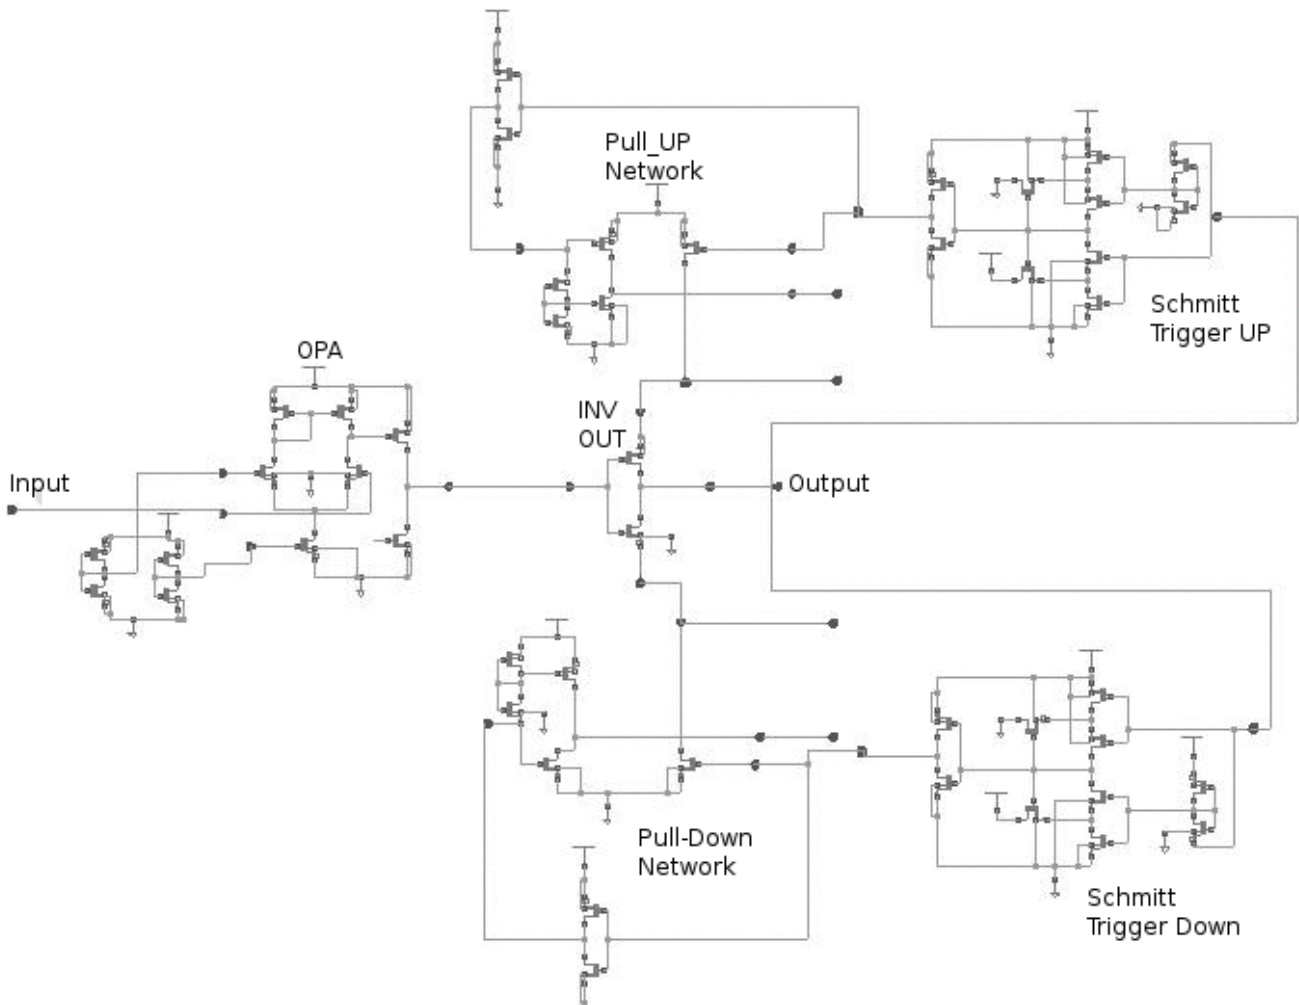 Pull_UP
Network
Schmitt
Trigger UP
OPA
INV
OUT
Input
Output
Pull-Down
Network
Schmitt
Trigger Down